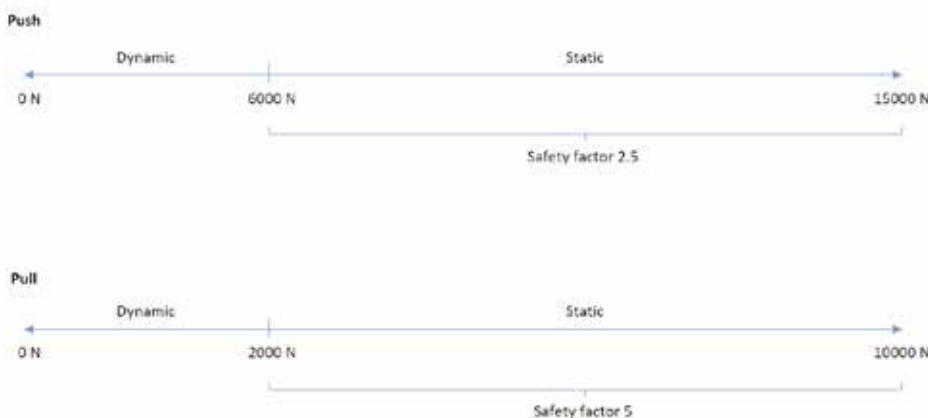 Push
Dynamic Static
0 N 6000 N 15000 N
Safety factor 2.5
Pull
Dynamic Static
0 N 2000 N 10000 N
Safety factor 5